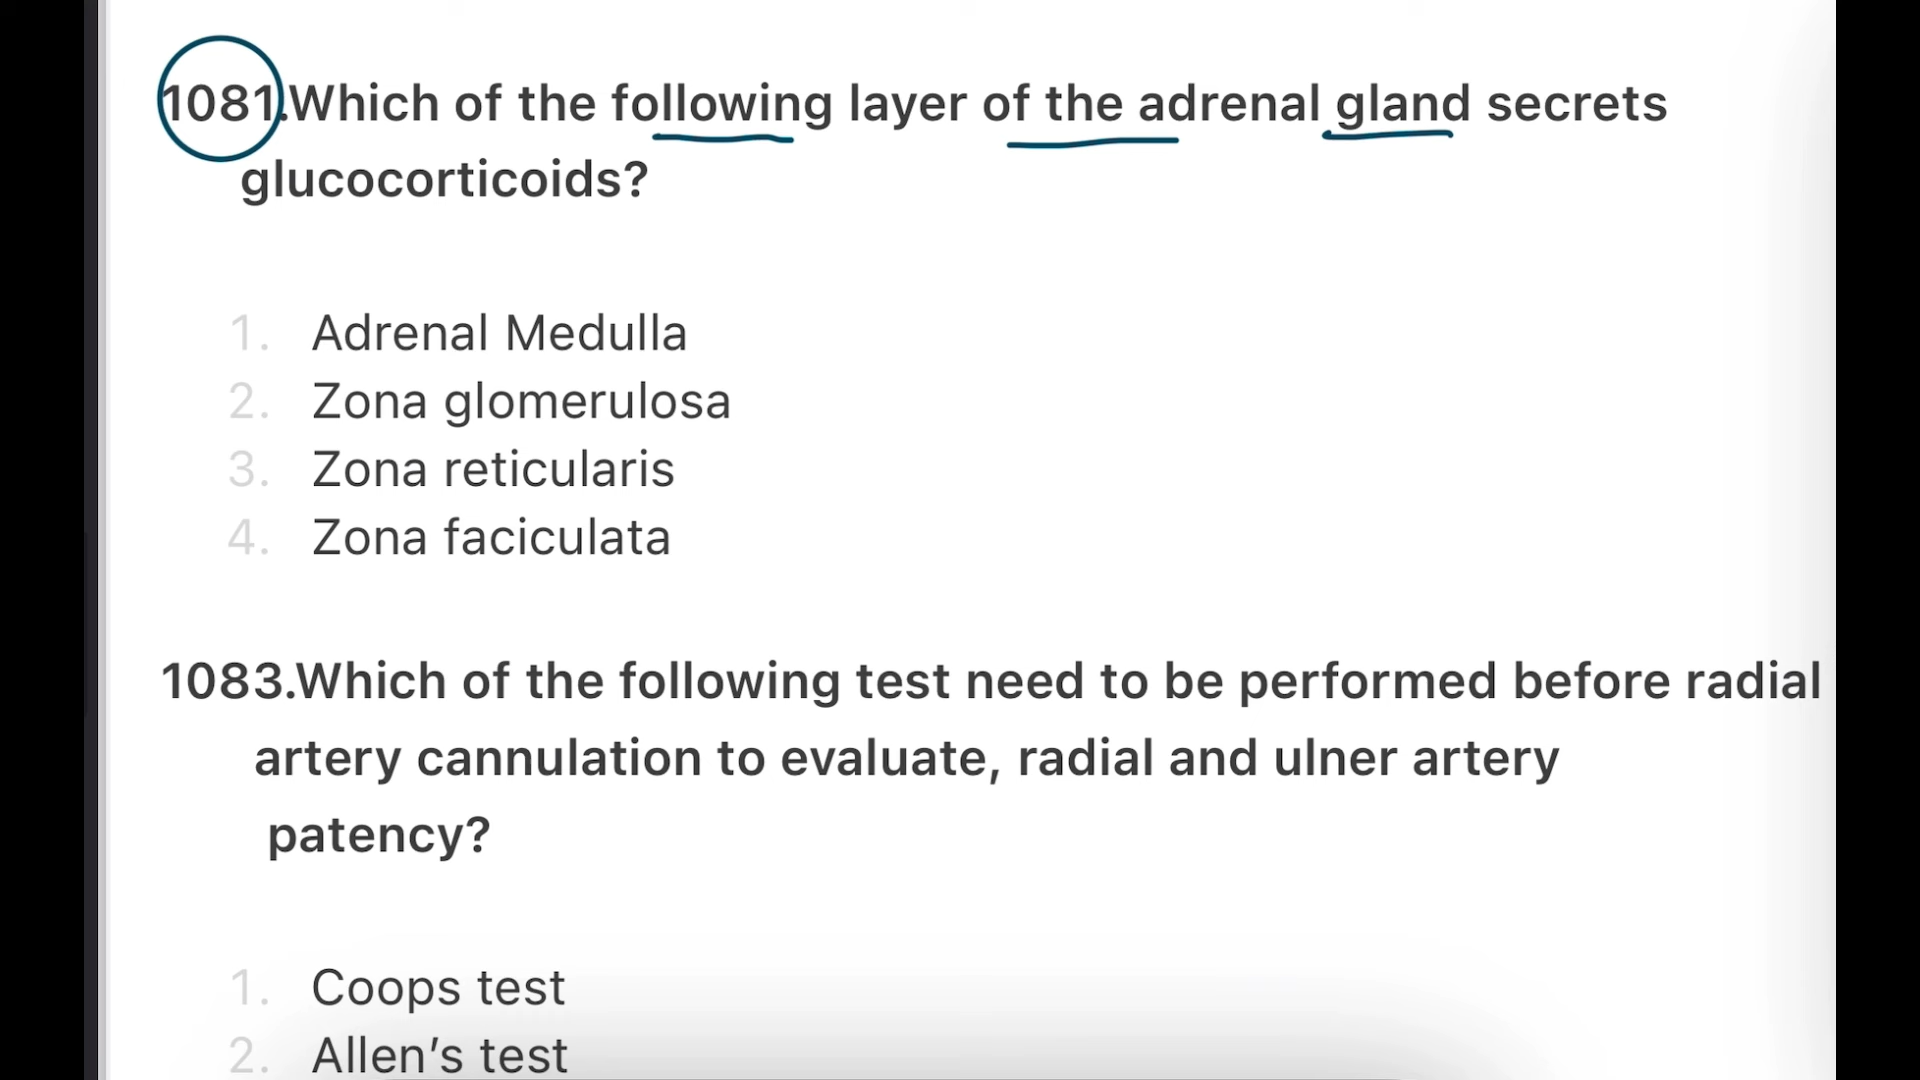 1081.Which of the following layer of the adrenal gland secrets
glucocorticoids?
1. Adrenal Medulla
2. Zona glomerulosa
3. Zona reticularis
4. Zona faciculata
1083.Which of the following test need to be performed before radial
artery cannulation to evaluate, radial and ulner artery
patency?
1. Coops test
2. Allen’s test